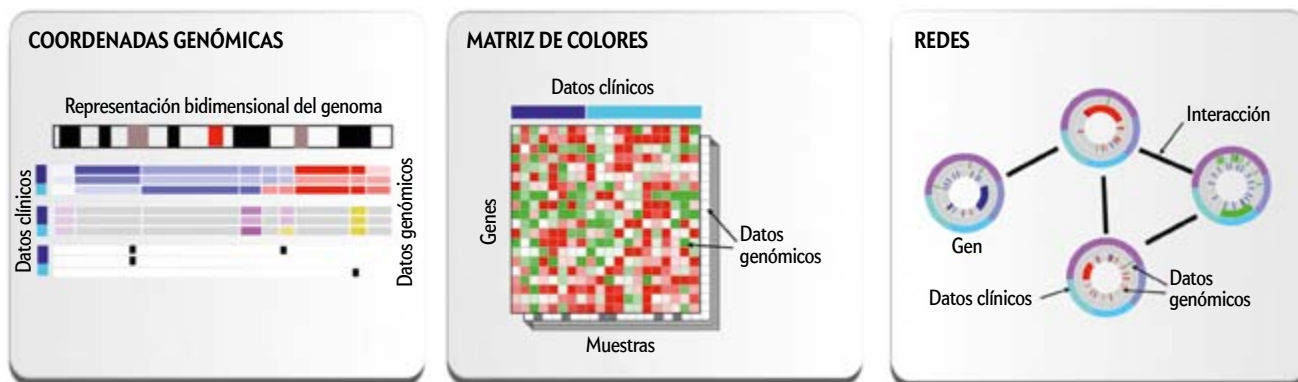 COORDENADAS GENÓMICAS
Representación bidimensional del genoma
Datos clínicos
Datos genómicos
MATRIZ DE COLORES
Datos clínicos
Genes
Datos
genómicos
Muestras
REDES
Interacción
Gen
Datos clínicos
Datos
genómicos